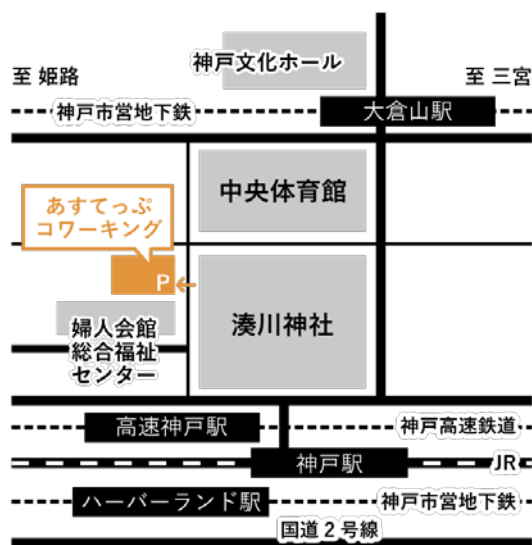 神戸文化ホール
至 姫路
至 三宮
神戸市営地下鉄
大倉山駅
中央体育館
あすてっぷ
コワーキング
P
湊川神社
婦人会館
総合福祉
センター
高速神戸駅
神戸高速鉄道
神戸駅
JR
ハーバーランド駅
神戸市営地下鉄
国道２号線